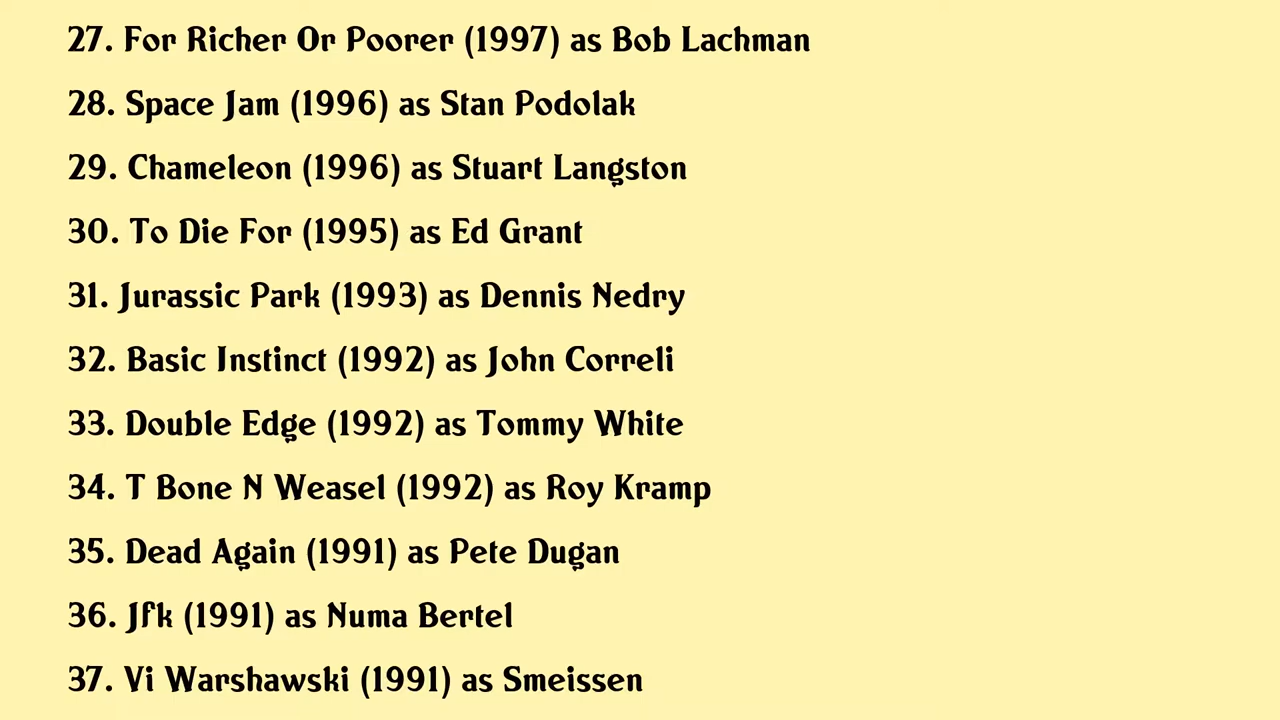 27. For Richer Or Poorer (1997) as Bob Lachman
28. Space Jam (1996) as Stan Podolak
29. Chameleon (1996) as Stuart Langston
30. To Die For (1995) as Ed Grant
31. Jurassic Park (1993) as Dennis Nedry
32. Basic Instinct (1992) as John Correli
33. Double Edge (1992) as Tommy White
34. T Bone N Weasel (1992) as Roy Kramp
35. Dead Again (1991) as Pete Dugan
36. Jfk (1991) as Numa Bertel
37. Vi Warshawski (1991) as Smeissen